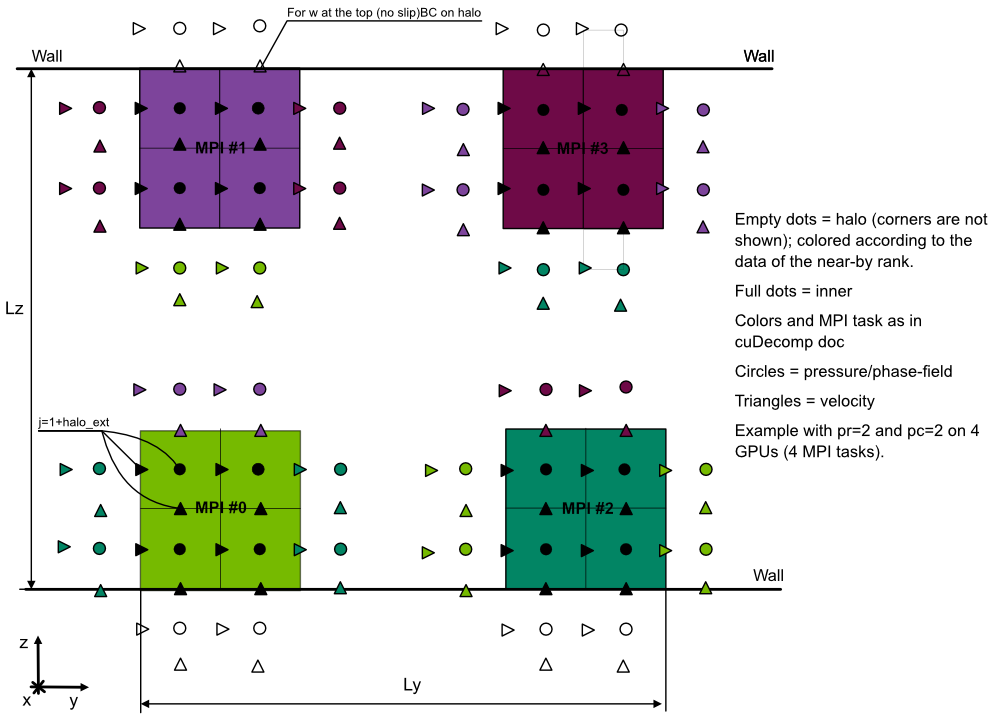 For w at the top (no slip)BC on halo
Wall
Wall
MPI #1
MPI #3
Empty dots = halo (corners are not
shown); colored according to the
data of the near-by rank.
Full dots = inner
Colors and MPI task as in
cuDecomp doc
Circles = pressure/phase-field
Triangles = velocity
Example with pr=2 and pc=2 on 4
GPUs (4 MPI tasks).
Lz
j=1+halo_ext
MPI #0
MPI #2
Wall
z
x
y
Ly